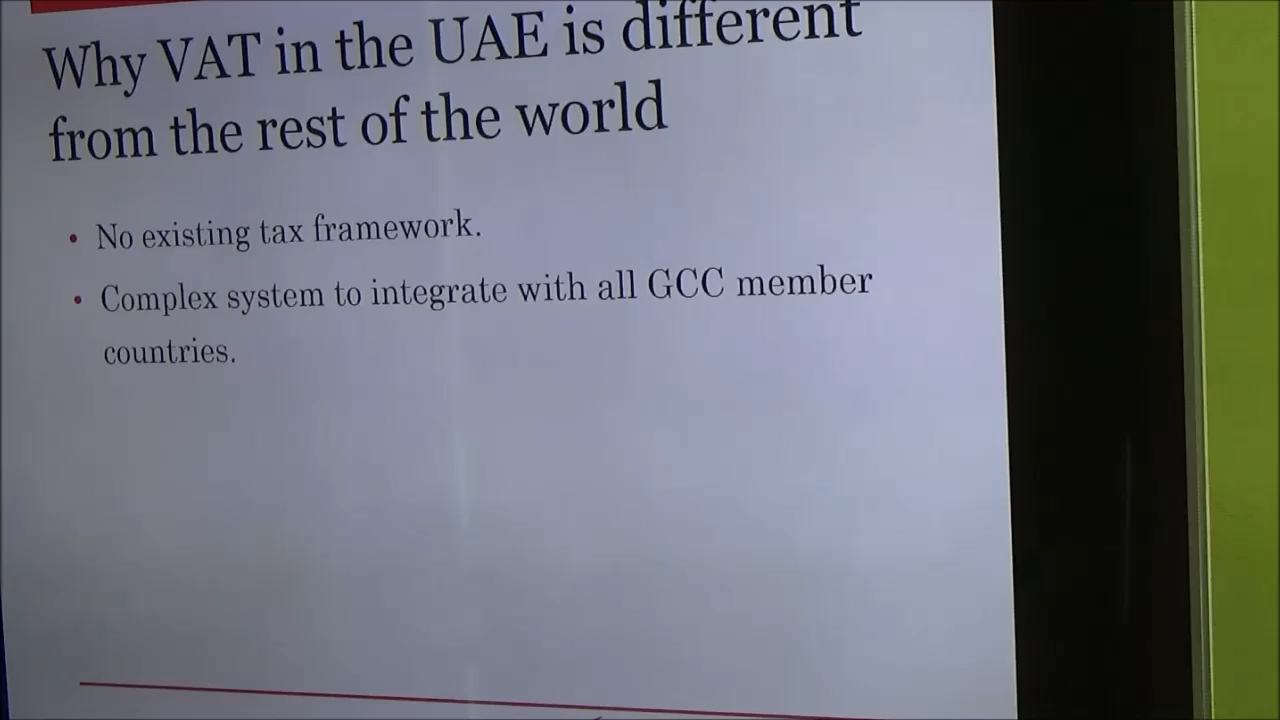 Why VAT in the UAE is different
from the rest of the world
• No existing tax framework.
• Complex system to integrate with all GCC member
countries.